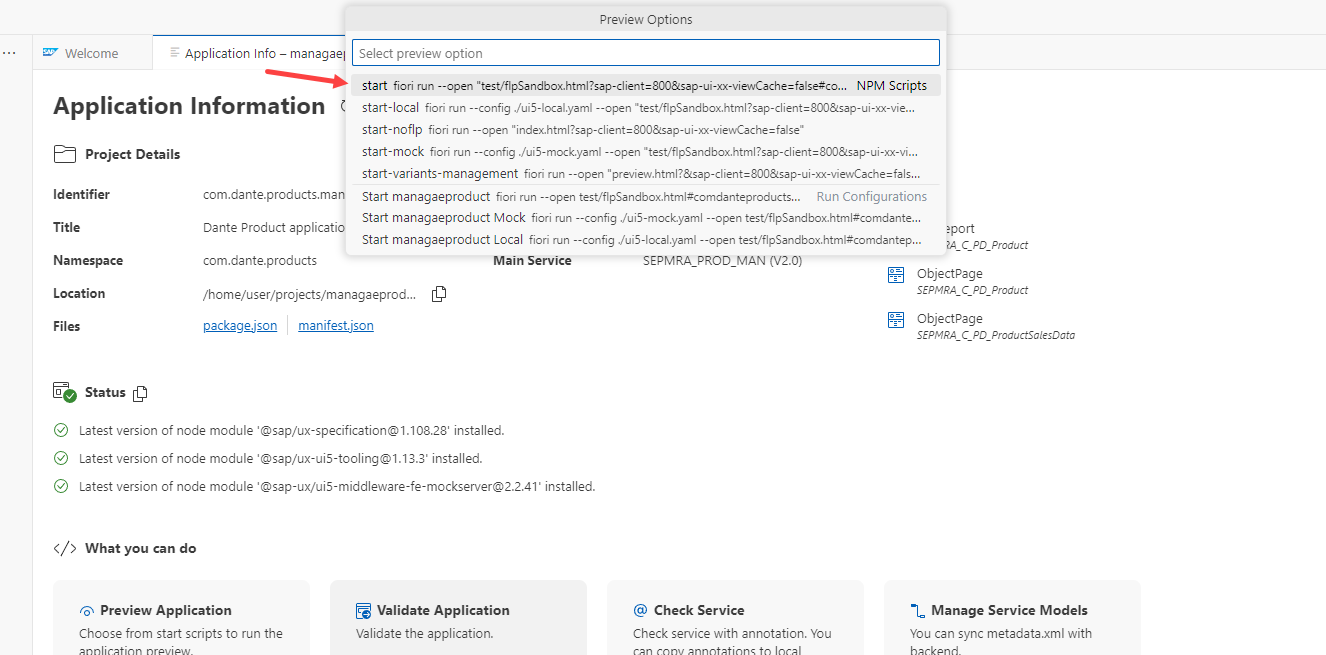 Preview Options
...
SAP Welcome
Application Info – managaep
Select preview option
start fiori run --open "test/flpSandbox.html?sap-client=800&sap-ui-xx-viewCache=false#co... NPM Scripts
start-local fiori run --config ./ui5-local.yaml --open "test/flpSandbox.html?sap-client=800&sap-ui-xx-vie...
start-noflp fiori run --open "index.html?sap-client=800&sap-ui-xx-viewCache=false"
start-mock fiori run --config ./ui5-mock.yaml --open "test/flpSandbox.html?sap-client=800&sap-ui-xx-vi...
start-variants-management fiori run --open "preview.html?&sap-client=800&sap-ui-xx-viewCache=fals...
Start managaeproduct fiori run --open test/flpSandbox.html#comdanteproducts... Run Configurations
Start managaeproduct Mock fiori run --config ./ui5-mock.yaml --open test/flpSandbox.html#comdante...
Start managaeproduct Local fiori run --config ./ui5-local.yaml --open test/flpSandbox.html#comdantep...
Application Information
Project Details
Identifier com.dante.products.man
Title Dante Product applicatio
Namespace com.dante.products
Location /home/user/projects/managaeprod...
Files package.json manifest.json
Main Service SEPMRA_PROD_MAN (V2.0)
eport
RA_C_PD_Product
ObjectPage
SEPMRA_C_PD_Product
ObjectPage
SEPMRA_C_PD_ProductSalesData
Status
Latest version of node module '@sap/ux-specification@1.108.28' installed.
Latest version of node module '@sap/ux-ui5-tooling@1.13.3' installed.
Latest version of node module '@sap-ux/ui5-middleware-fe-mockserver@2.2.41' installed.
</> What you can do
Preview Application
Choose from start scripts to run the
application preview.
Validate Application
Validate the application.
@ Check Service
Check service with annotation. You
can copy annotations to local
Manage Service Models
You can sync metadata.xml with
backend.